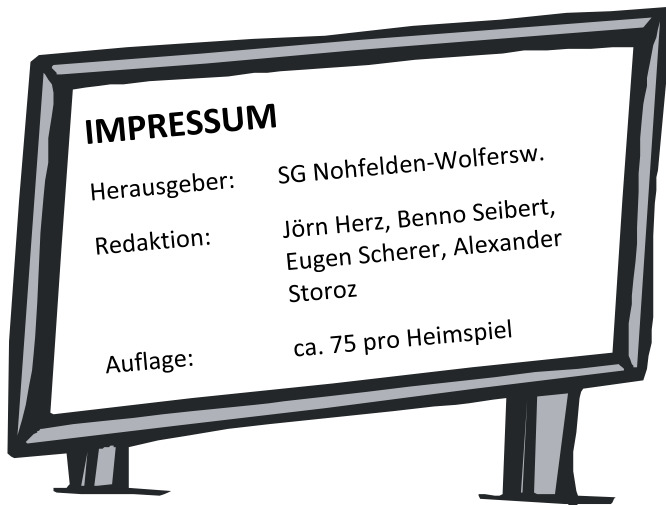 IMPRESSUM
Herausgeber: SG Nohfelden-Wolfersw.
Redaktion: Jörn Herz, Benno Seibert,
Eugen Scherer, Alexander
Storoz
Auflage: ca. 75 pro Heimspiel